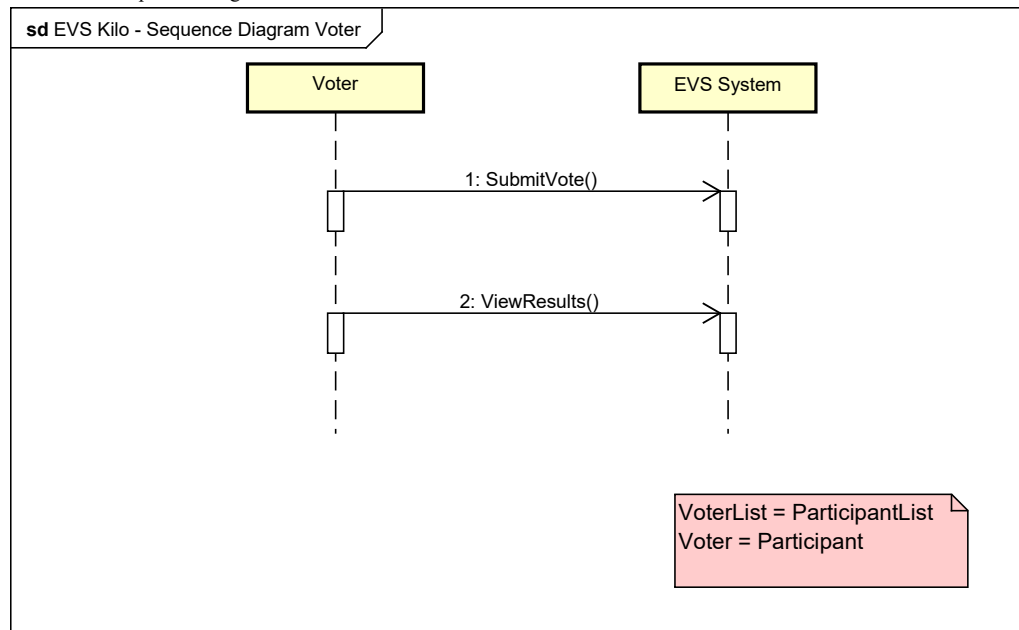 sd EVS Kilo - Sequence Diagram Voter
Voter
EVS System
1: SubmitVote()
2: ViewResults()
VoterList = ParticipantList
Voter = Participant